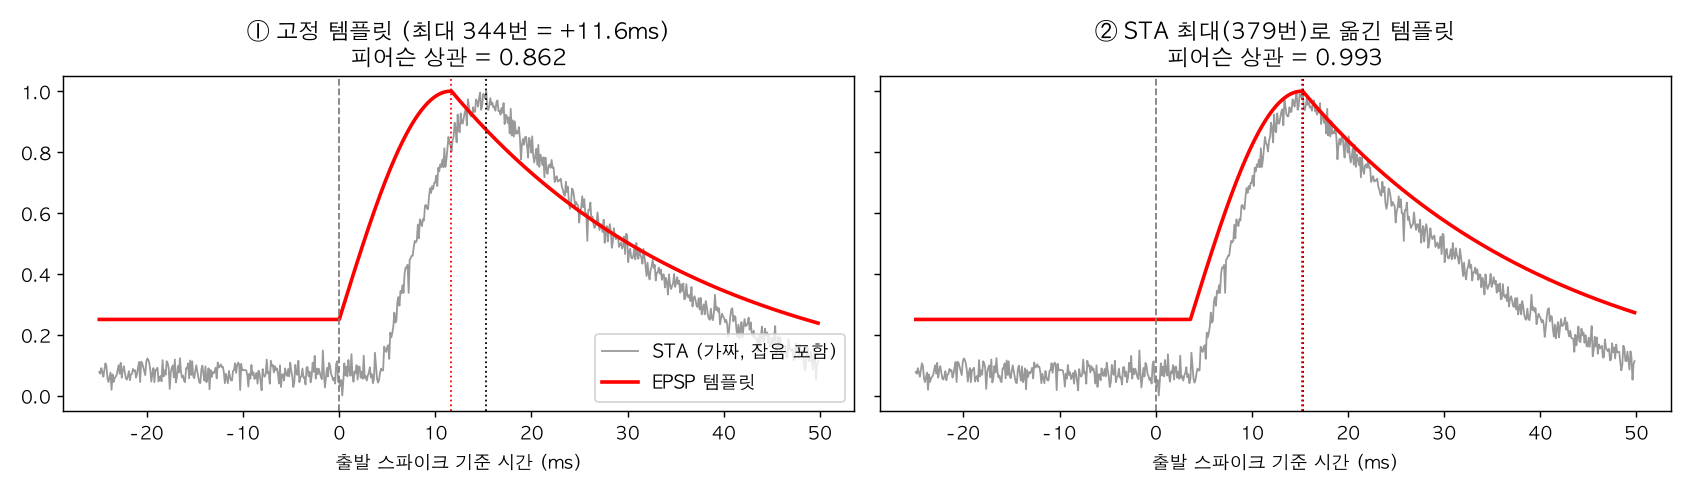 ① 고정 템플릿 (최대 344번 = +11.6ms)
피어슨 상관 = 0.862
② STA 최대(379번)로 옮긴 템플릿
피어슨 상관 = 0.993
1.0
0.8
0.6
0.4
0.2
0.0
STA (가짜, 잡음 포함)
EPSP 템플릿
-20 -10 0 10 20 30 40 50
출발 스파이크 기준 시간 (ms)
-20 -10 0 10 20 30 40 50
출발 스파이크 기준 시간 (ms)